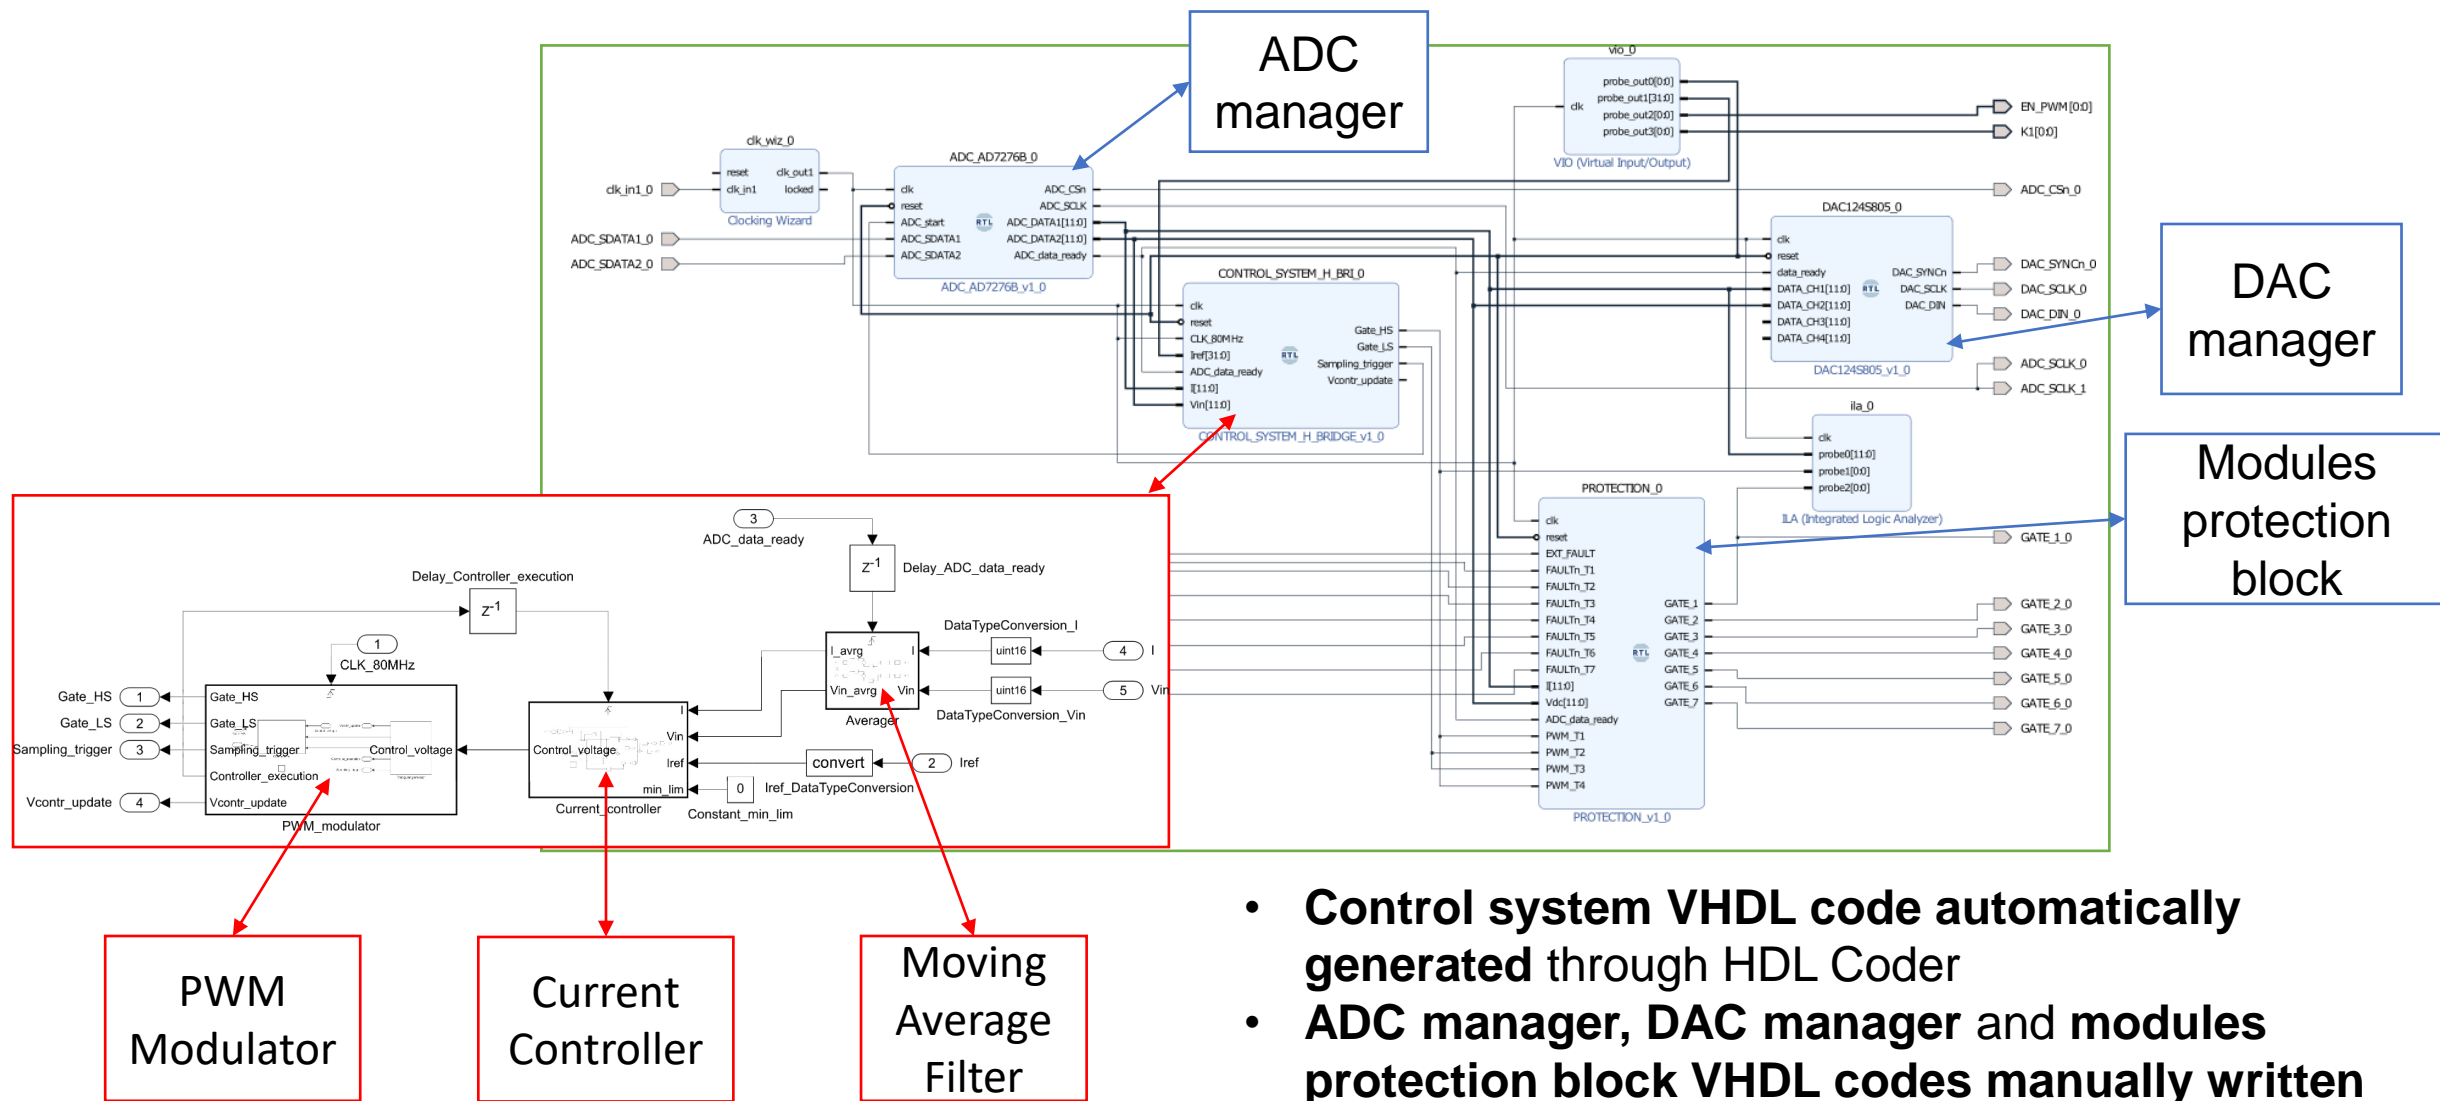 ADC
manager
vio_0
clk
probe_out0[0:0]
probe_out1[31:0]
probe_out2[0:0]
probe_out3[0:0]
VIO (Virtual Input/Output)
EN_PWM[0:0]
K1[0:0]
clk_wiz_0
reset
clk_in1
clk_out1
locked
Clocking Wizard
clk_in1_0
ADC_SDATA1_0
ADC_SDATA2_0
ADC_AD7276B_0
clk
reset
ADC_start
ADC_SDATA1
ADC_SDATA2
RTL
ADC_CSn
ADC_SCLK
ADC_DATA1[11:0]
ADC_DATA2[11:0]
ADC_data_ready
ADC_AD7276B_v1_0
ADC_CSn_0
DAC124S805_0
clk
reset
data_ready
DATA_CH1[11:0]
DATA_CH2[11:0]
DATA_CH3[11:0]
DATA_CH4[11:0]
RTL
DAC_SYNCn
DAC_SCLK
DAC_DIN
DAC124S805_v1_0
DAC_SYNCn_0
DAC_SCLK_0
DAC_DIN_0
ADC_SCLK_0
ADC_SCLK_1
DAC
manager
CONTROL_SYSTEM_H_BRI_0
clk
reset
CLK_80MHz
Iref[31:0]
ADC_data_ready
I[11:0]
Vin[11:0]
RTL
Gate_HS
Gate_LS
Sampling_trigger
Vcontr_update
CONTROL_SYSTEM_H_BRIDGE_v1_0
ila_0
clk
probe0[11:0]
probe1[0:0]
probe2[0:0]
ILA (Integrated Logic Analyzer)
Modules
protection
block
PROTECTION_0
clk
reset
EXT_FAULT
FAULTn_T1
FAULTn_T2
FAULTn_T3
FAULTn_T4
FAULTn_T5
FAULTn_T6
FAULTn_T7
I[11:0]
Vdc[11:0]
ADC_data_ready
PWM_T1
PWM_T2
PWM_T3
PWM_T4
RTL
GATE_1
GATE_2
GATE_3
GATE_4
GATE_5
GATE_6
GATE_7
PROTECTION_v1_0
GATE_1_0
GATE_2_0
GATE_3_0
GATE_4_0
GATE_5_0
GATE_6_0
GATE_7_0
3
ADC_data_ready
z-1
Delay_ADC_data_ready
Delay_Controller_execution
z-1
1
CLK_80MHz
Gate_HS 1
Gate_LS 2
Sampling_trigger 3
Vcontr_update 4
Gate_HS
Gate_LS
Sampling_trigger
Controller_execution
Vcontr_update
Control_voltage
PWM_modulator
Control_voltage
I
Vin
Iref
min_lim
Current_controller
I_avrg
Vin_avrg
I
Vin
Averager
DataTypeConversion_I
uint16
4 I
uint16
5 Vin
DataTypeConversion_Vin
convert
2 Iref
Iref_DataTypeConversion
0
Constant_min_lim
PWM
Modulator
Current
Controller
Moving
Average
Filter
• Control system VHDL code automatically
generated through HDL Coder
• ADC manager, DAC manager and modules
protection block VHDL codes manually written